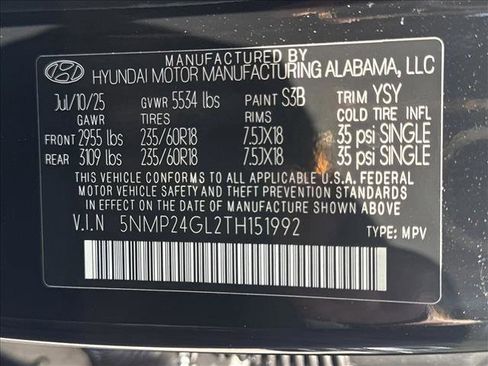 MANUFACTURED BY
HYUNDAI MOTOR MANUFACTURING ALABAMA, LLC
Jul/10/25 GVWR 5534 lbs PAINT S3B TRIM YSY
GAWR TIRES RIMS COLD TIRE INFL
FRONT 2955 lbs 235/60R18 7.5JX18 35 psi SINGLE
REAR 3109 lbs 235/60R18 7.5JX18 35 psi SINGLE
THIS VEHICLE CONFORMS TO ALL APPLICABLE U.S.A. FEDERAL
MOTOR VEHICLE SAFETY AND THEFT PREVENTION STANDARDS
IN EFFECT ON THE DATE OF MANUFACTURE SHOWN ABOVE.
V.I.N 5NMP24GL2TH151992 TYPE: MPV